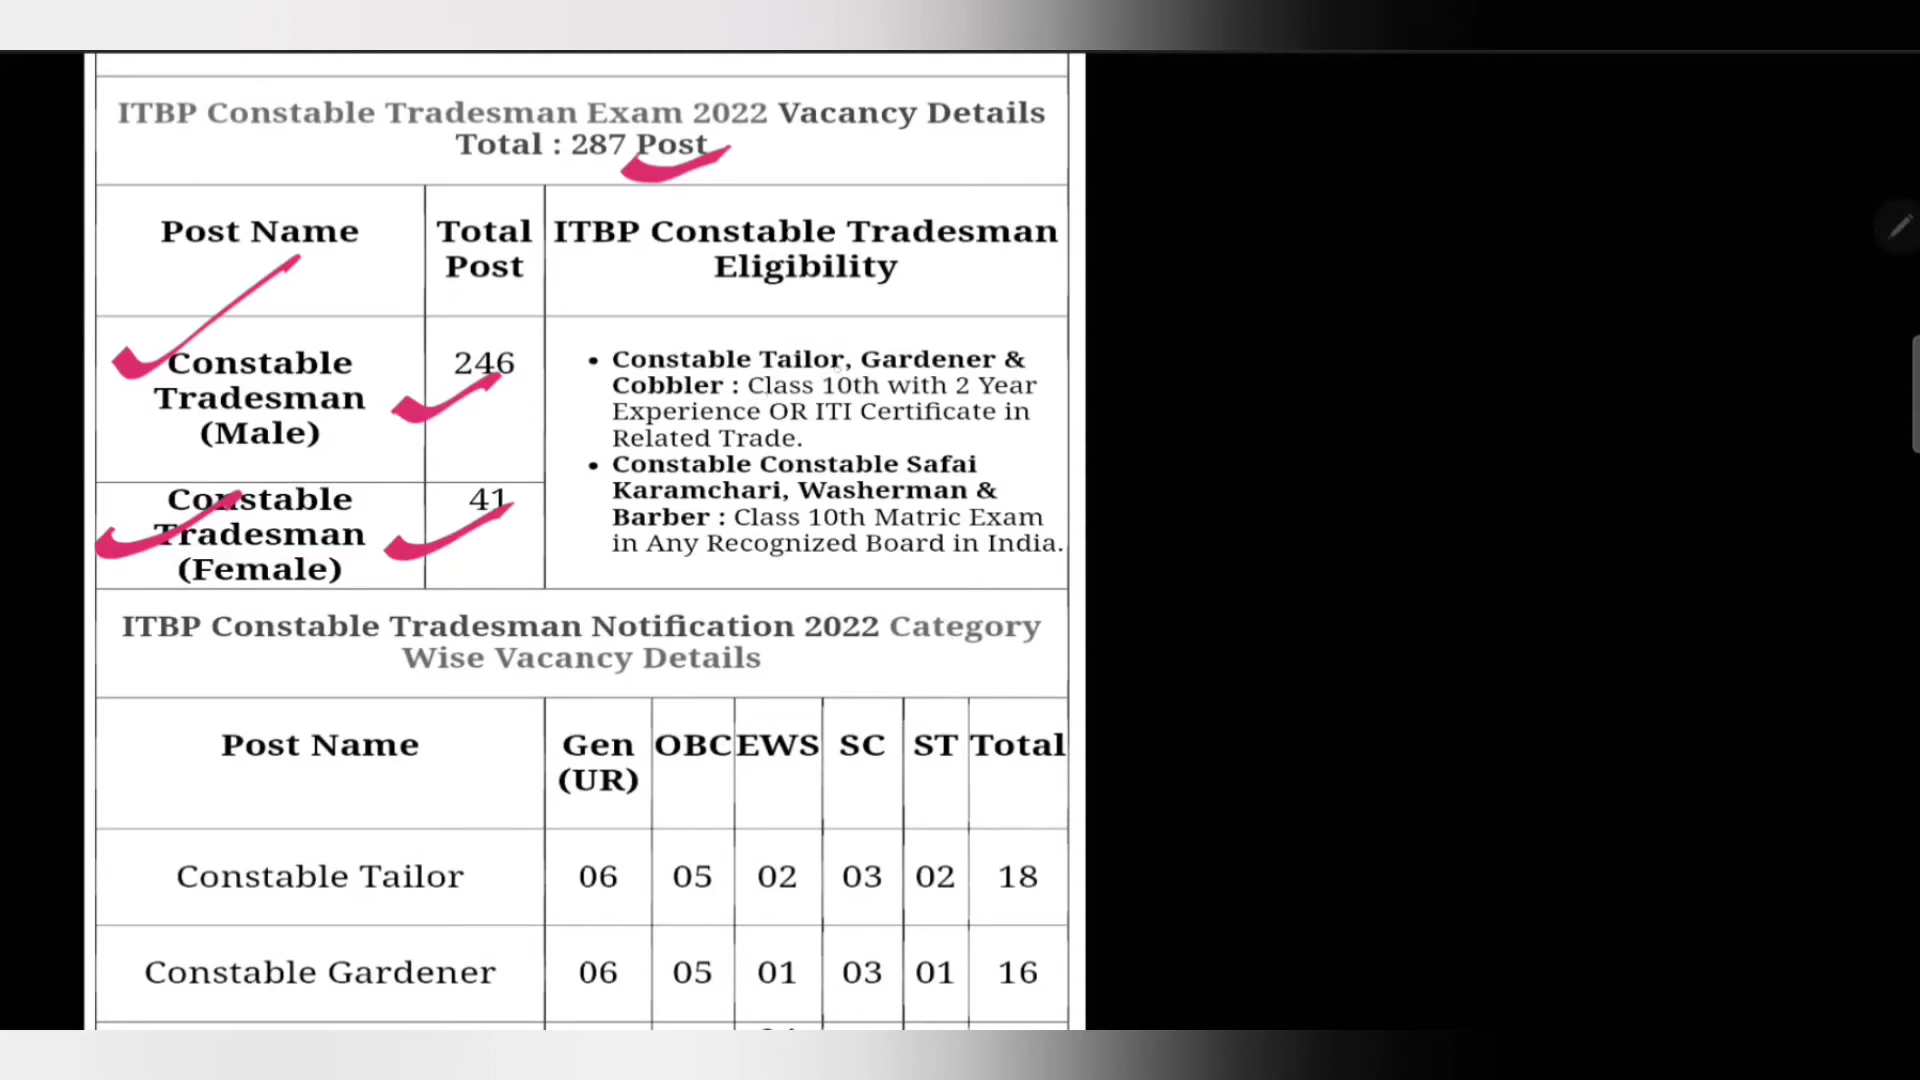 ITBP Constable Tradesman Exam 2022 Vacancy Details
Total : 287 Post
Post Name
Total
Post
ITBP Constable Tradesman
Eligibility
Constable
Tradesman
(Male)
246
• Constable Tailor, Gardener &
Cobbler : Class 10th with 2 Year
Experience OR ITI Certificate in
Related Trade.
• Constable Constable Safai
Karamchari, Washerman &
Barber : Class 10th Matric Exam
in Any Recognized Board in India.
Constable
Tradesman
(Female)
41
ITBP Constable Tradesman Notification 2022 Category
Wise Vacancy Details
Post Name Gen OBC EWS SC ST Total
(UR)
Constable Tailor 06 05 02 03 02 18
Constable Gardener 06 05 01 03 01 16